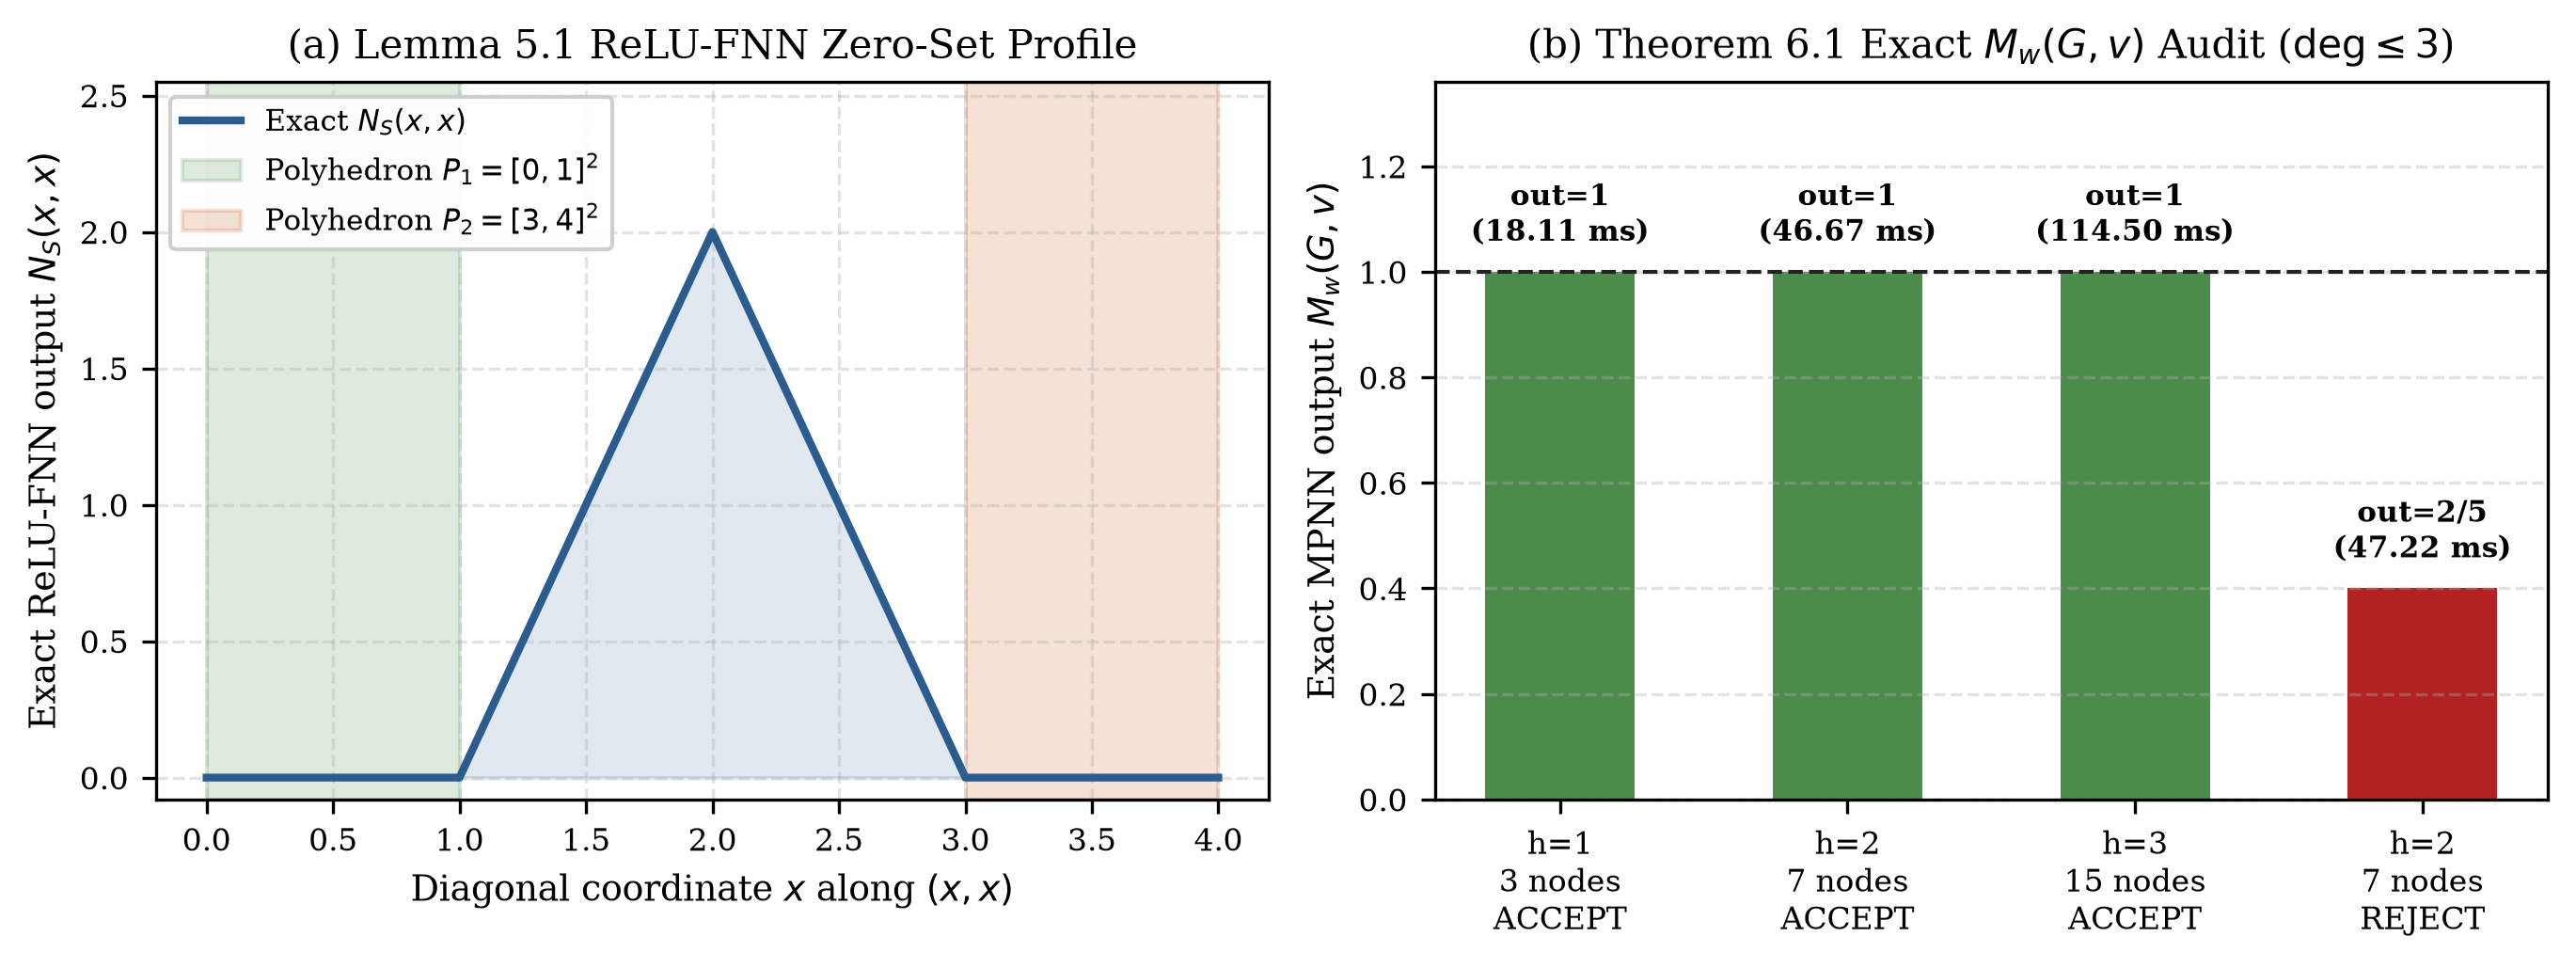 (a) Lemma 5.1 ReLU-FNN Zero-Set Profile
Exact ReLU-FNN output N_S(x, x)
2.5
2.0
1.5
1.0
0.5
0.0
Exact N_S(x, x)
Polyhedron P_1 = [0, 1]^2
Polyhedron P_2 = [3, 4]^2
0.0 0.5 1.0 1.5 2.0 2.5 3.0 3.5 4.0
Diagonal coordinate x along (x, x)
(b) Theorem 6.1 Exact M_w(G, v) Audit (deg ≤ 3)
Exact MPNN output M_w(G, v)
1.2
1.0
0.8
0.6
0.4
0.2
0.0
out=1
(18.11 ms)
out=1
(46.67 ms)
out=1
(114.50 ms)
out=2/5
(47.22 ms)
h=1
3 nodes
ACCEPT
h=2
7 nodes
ACCEPT
h=3
15 nodes
ACCEPT
h=2
7 nodes
REJECT